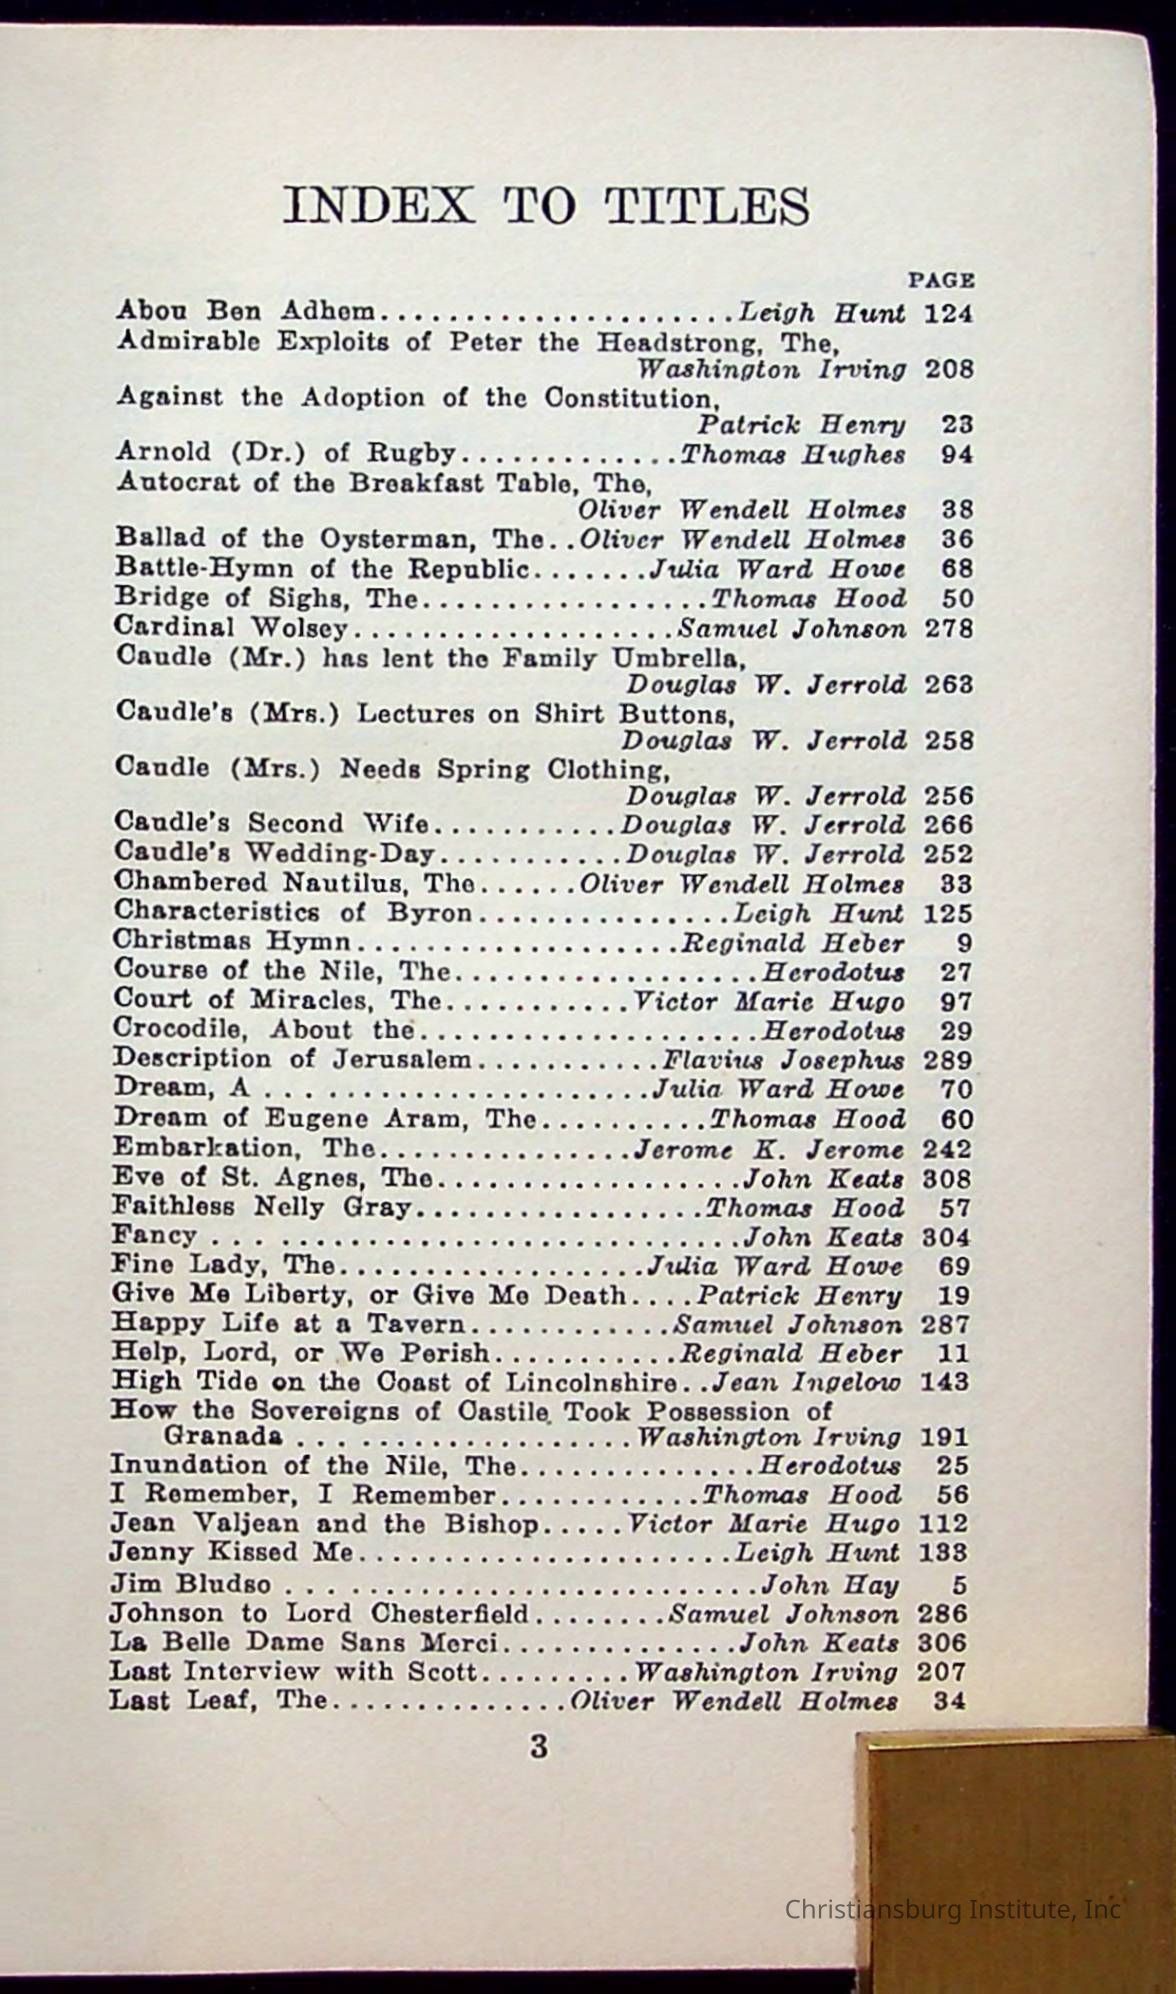 INDEX TO TITLES
PAGE
Abou Ben Adhem.....................Leigh Hunt 124
Admirable Exploits of Peter the Headstrong, The,
Washington Irving 208
Against the Adoption of the Constitution,
Patrick Henry 23
Arnold (Dr.) of Rugby.............Thomas Hughes 94
Autocrat of the Breakfast Table, The,
Oliver Wendell Holmes 38
Ballad of the Oysterman, The..Oliver Wendell Holmes 36
Battle-Hymn of the Republic.......Julia Ward Howe 68
Bridge of Sighs, The.................Thomas Hood 50
Cardinal Wolsey...................Samuel Johnson 278
Caudle (Mr.) has lent the Family Umbrella,
Douglas W. Jerrold 263
Caudle's (Mrs.) Lectures on Shirt Buttons,
Douglas W. Jerrold 258
Caudle (Mrs.) Needs Spring Clothing,
Douglas W. Jerrold 256
Caudle's Second Wife...........Douglas W. Jerrold 266
Caudle's Wedding-Day...........Douglas W. Jerrold 252
Chambered Nautilus, The......Oliver Wendell Holmes 33
Characteristics of Byron...............Leigh Hunt 125
Christmas Hymn...................Reginald Heber 9
Course of the Nile, The..................Herodotus 27
Court of Miracles, The...........Victor Marie Hugo 97
Crocodile, About the....................Herodotus 29
Description of Jerusalem...........Flavius Josephus 289
Dream, A .......................Julia Ward Howe 70
Dream of Eugene Aram, The..........Thomas Hood 60
Embarkation, The...............Jerome K. Jerome 242
Eve of St. Agnes, The..................John Keats 308
Faithless Nelly Gray.................Thomas Hood 57
Fancy ...............................John Keats 304
Fine Lady, The..................Julia Ward Howe 69
Give Me Liberty, or Give Me Death....Patrick Henry 19
Happy Life at a Tavern............Samuel Johnson 287
Help, Lord, or We Perish...........Reginald Heber 11
High Tide on the Coast of Lincolnshire..Jean Ingelow 143
How the Sovereigns of Castile Took Possession of
Granada ....................Washington Irving 191
Inundation of the Nile, The..............Herodotus 25
I Remember, I Remember............Thomas Hood 56
Jean Valjean and the Bishop.....Victor Marie Hugo 112
Jenny Kissed Me......................Leigh Hunt 133
Jim Bludso ............................John Hay 5
Johnson to Lord Chesterfield........Samuel Johnson 286
La Belle Dame Sans Merci..............John Keats 306
Last Interview with Scott.........Washington Irving 207
Last Leaf, The..............Oliver Wendell Holmes 34
3
Christiansburg Institute, Inc